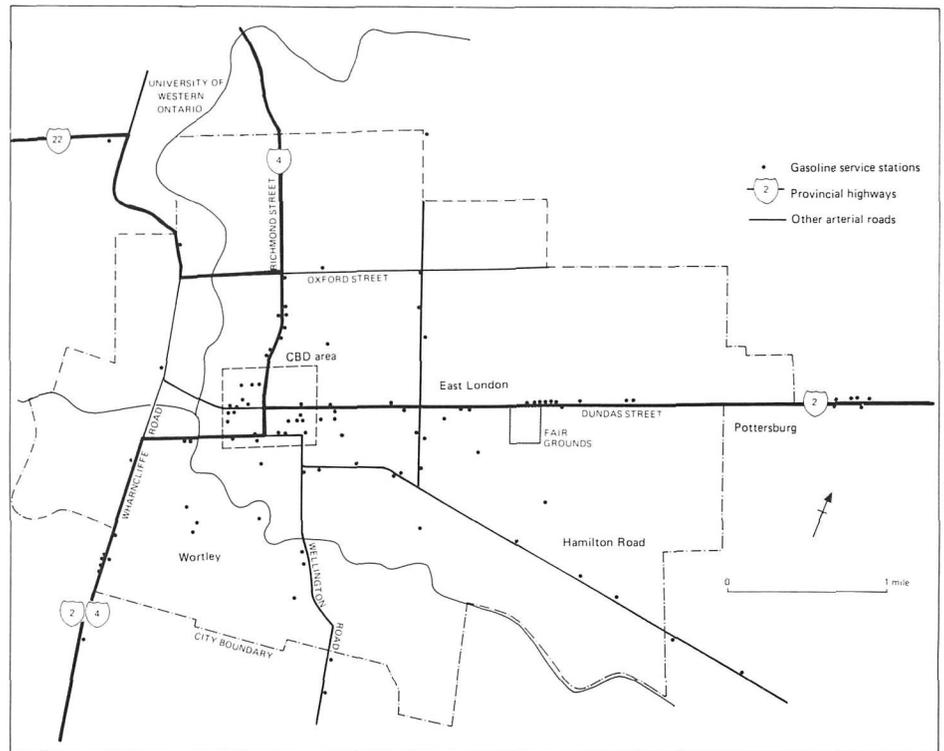 UNIVERSITY OF
WESTERN
ONTARIO
22
4
RICHMOND STREET
Gasoline service stations
2
Provincial highways
Other arterial roads
OXFORD STREET
CBD area
East London
2
DUNDAS STREET
Pottersburg
FAIR
GROUNDS
WHARNCLIFFE ROAD
Wortley
Hamilton Road
WELLINGTON ROAD
0
1 mile
2
4
CITY BOUNDARY